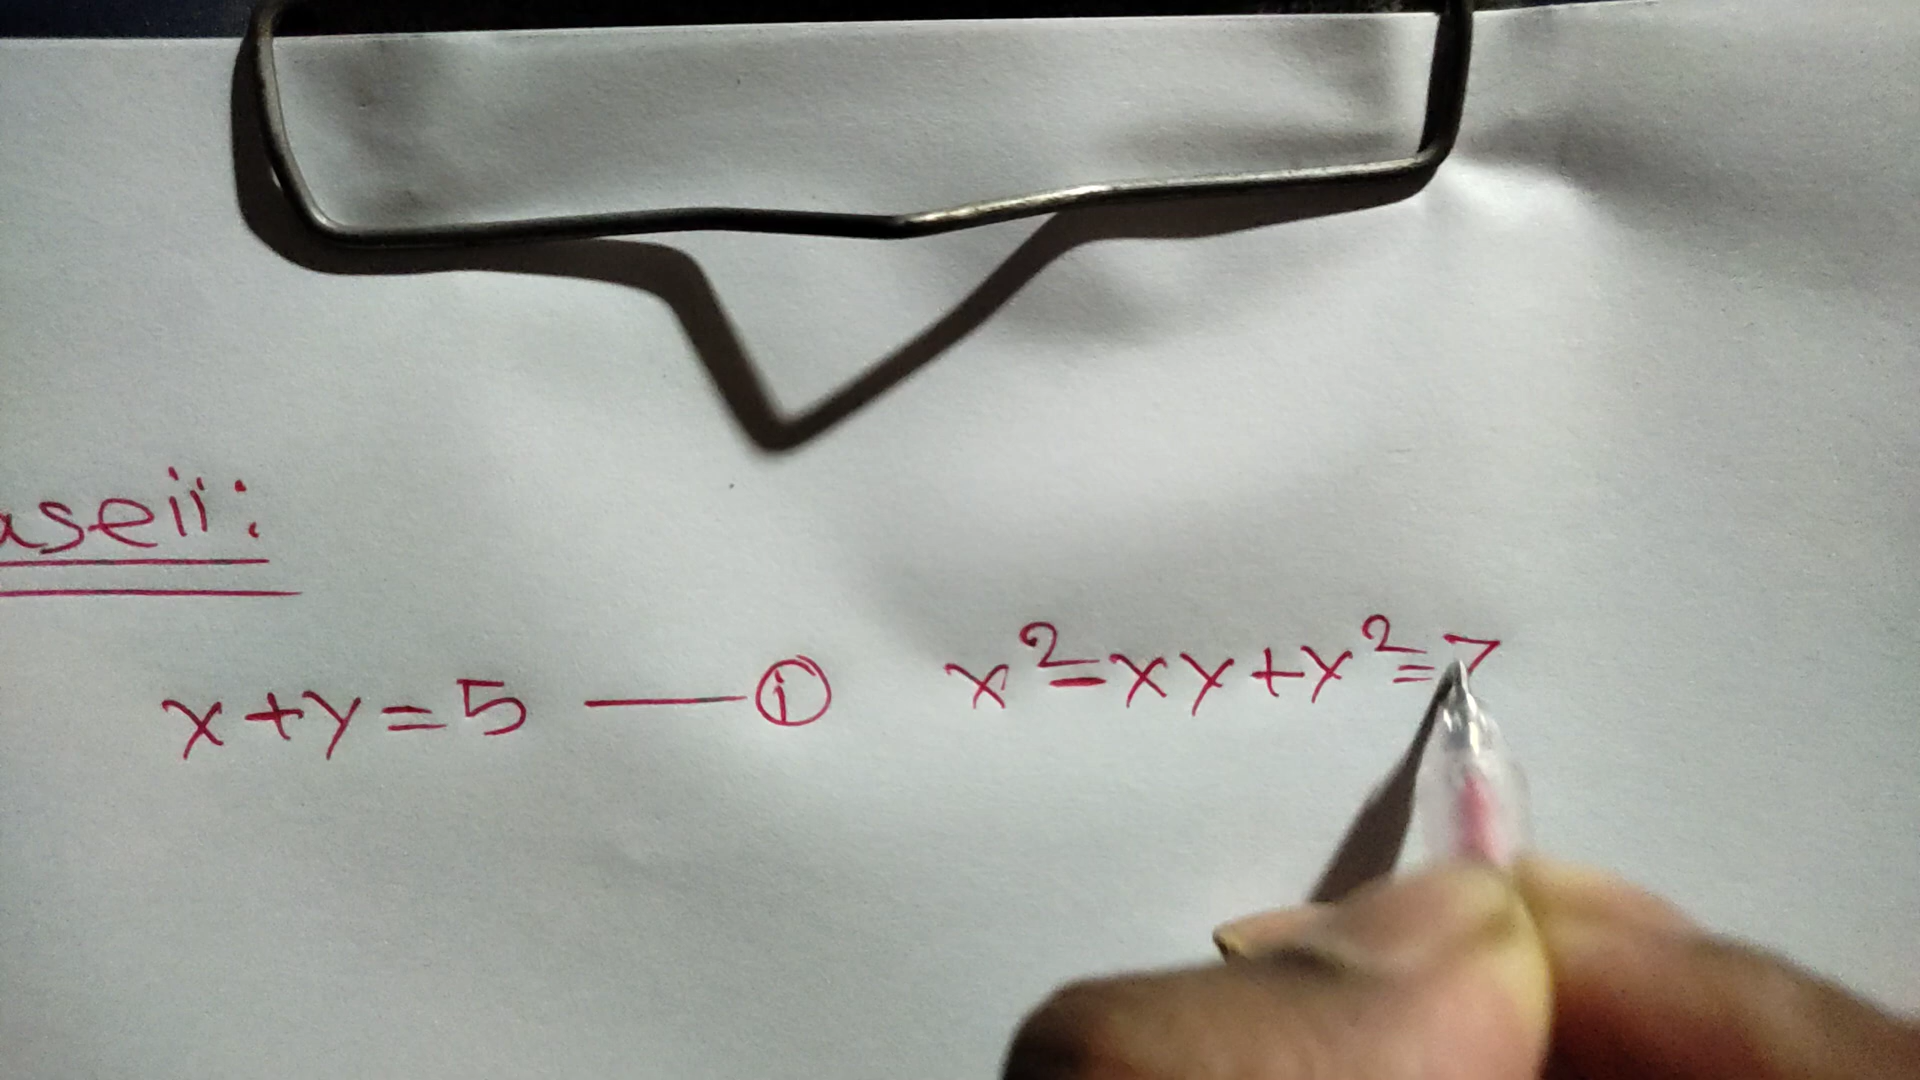 aseii:
x+y=5 —— ⓘ x²-xy+y²=7